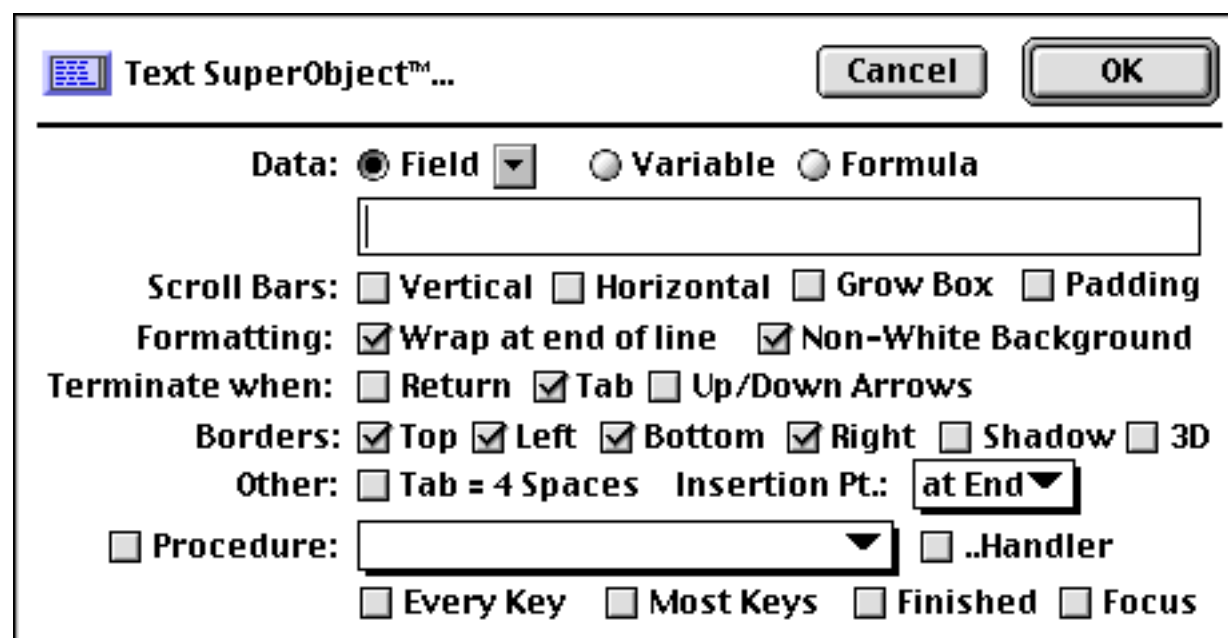 Text SuperObject™... Cancel OK
Data: Field Variable Formula
Scroll Bars: Vertical Horizontal Grow Box Padding
Formatting: Wrap at end of line Non-White Background
Terminate when: Return Tab Up/Down Arrows
Borders: Top Left Bottom Right Shadow 3D
Other: Tab = 4 Spaces Insertion Pt.: at End
Procedure: ..Handler
Every Key Most Keys Finished Focus